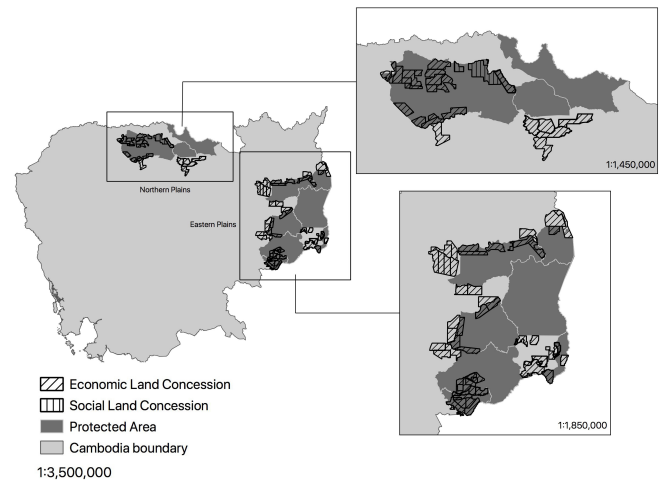 1:1,450,000
Northern Plains
Eastern Plains
1:1,850,000
Economic Land Concession
Social Land Concession
Protected Area
Cambodia boundary
1:3,500,000